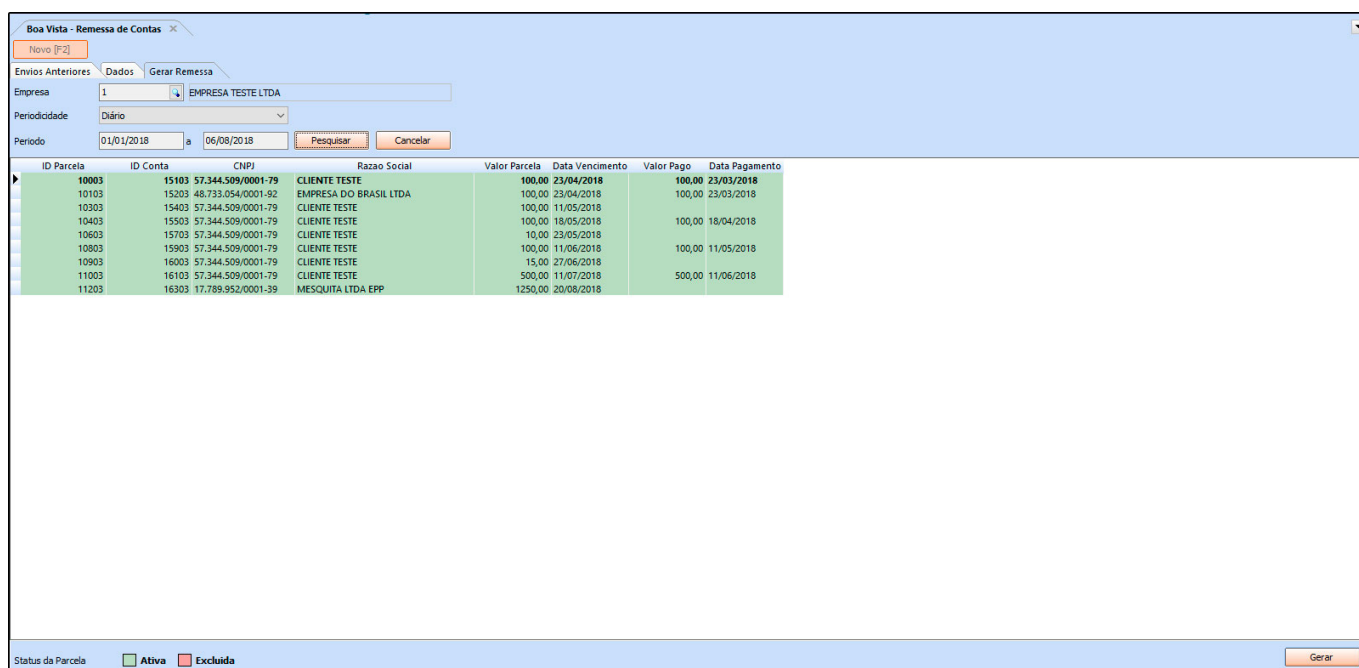 Boa Vista - Remessa de Contas
Novo [F2]
Envios Anteriores Dados Gerar Remessa
Empresa 1 EMPRESA TESTE LTDA
Periodicidade Diário
Periodo 01/01/2018 a 06/08/2018 Pesquisar Cancelar
ID Parcela ID Conta CNPJ Razao Social Valor Parcela Data Vencimento Valor Pago Data Pagamento
10003 15103 57.344.509/0001-79 CLIENTE TESTE 100,00 23/04/2018 100,00 23/03/2018
10103 15203 48.733.054/0001-92 EMPRESA DO BRASIL LTDA 100,00 23/04/2018 100,00 23/03/2018
10303 15403 57.344.509/0001-79 CLIENTE TESTE 100,00 11/05/2018
10403 15503 57.344.509/0001-79 CLIENTE TESTE 100,00 18/05/2018 100,00 18/04/2018
10603 15703 57.344.509/0001-79 CLIENTE TESTE 10,00 23/05/2018
10803 15903 57.344.509/0001-79 CLIENTE TESTE 100,00 11/06/2018 100,00 11/05/2018
10903 16003 57.344.509/0001-79 CLIENTE TESTE 15,00 27/06/2018
11003 16103 57.344.509/0001-79 CLIENTE TESTE 500,00 11/07/2018 500,00 11/06/2018
11203 16303 17.789.952/0001-39 MESQUITA LTDA EPP 1250,00 20/08/2018
Status da Parcela Ativa Excluida Gerar